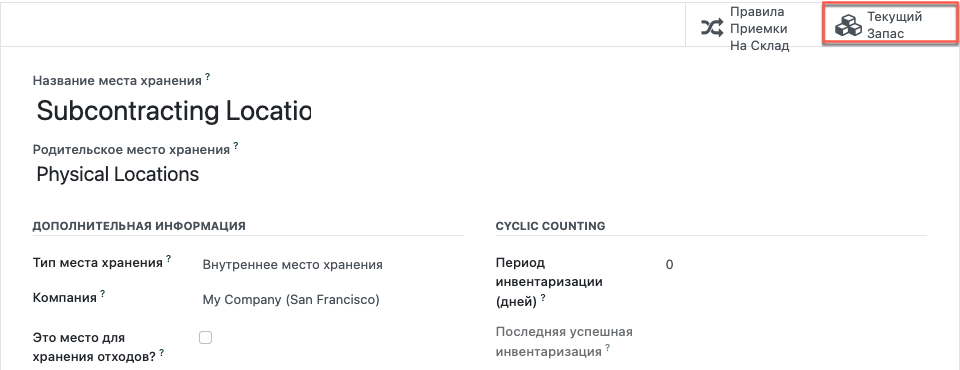 Правила
Приемки
На Склад
Текущий
Запас
Название места хранения ?
Subcontracting Locatio
Родительское место хранения ?
Physical Locations
ДОПОЛНИТЕЛЬНАЯ ИНФОРМАЦИЯ
Тип места хранения ?
Внутреннее место хранения
Компания ?
My Company (San Francisco)
Это место для
хранения отходов? ?
CYCLIC COUNTING
Период
инвентаризации
(дней) ?
0
Последняя успешная
инвентаризация ?